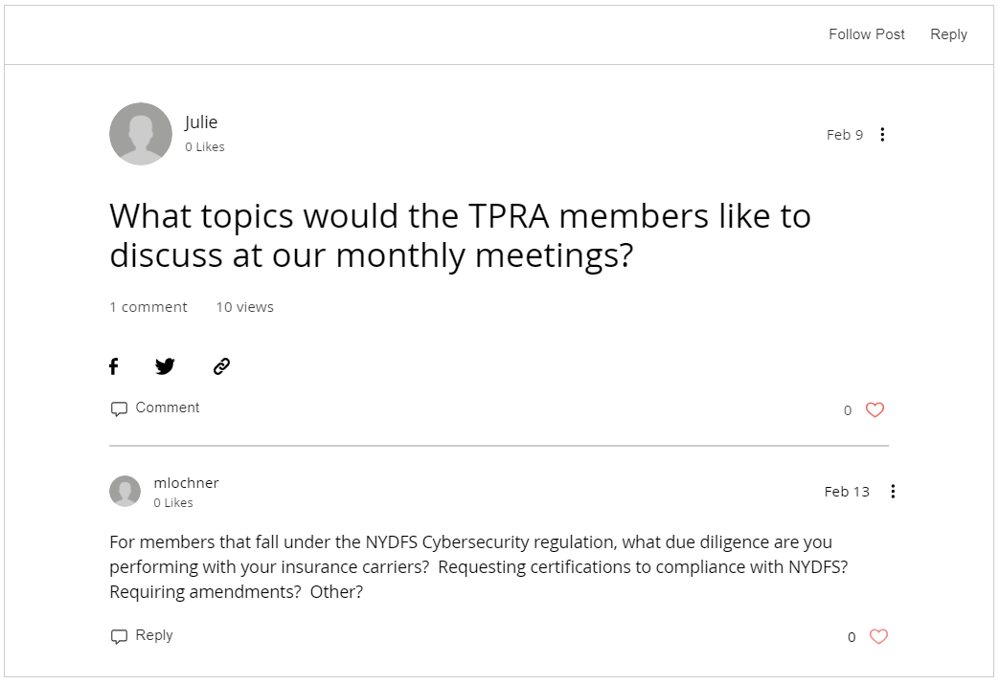 Follow Post Reply
Julie
0 Likes
Feb 9
What topics would the TPRA members like to
discuss at our monthly meetings?
1 comment 10 views
Comment
0
mlochner
0 Likes
Feb 13
For members that fall under the NYDFS Cybersecurity regulation, what due diligence are you
performing with your insurance carriers?  Requesting certifications to compliance with NYDFS?
Requiring amendments?  Other?
Reply
0